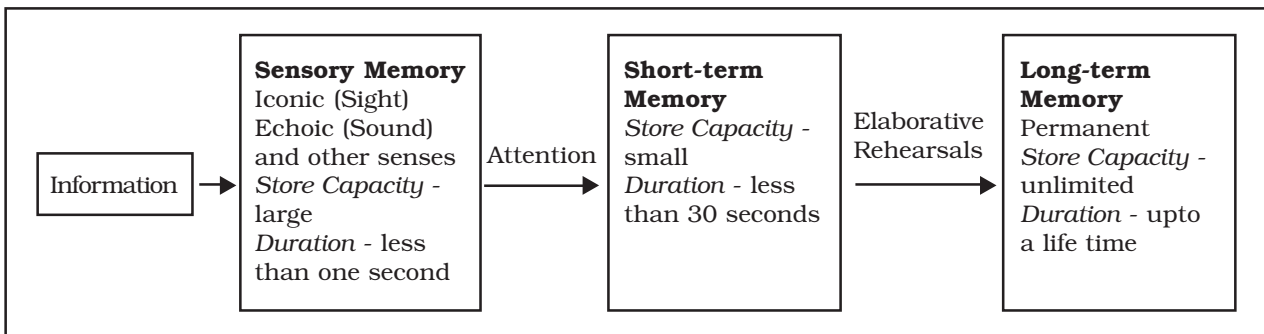 Information
Sensory Memory
Iconic (Sight)
Echoic (Sound)
and other senses
Store Capacity -
large
Duration - less
than one second
Attention
Short-term
Memory
Store Capacity -
small
Duration - less
than 30 seconds
Elaborative
Rehearsals
Long-term
Memory
Permanent
Store Capacity -
unlimited
Duration - upto
a life time